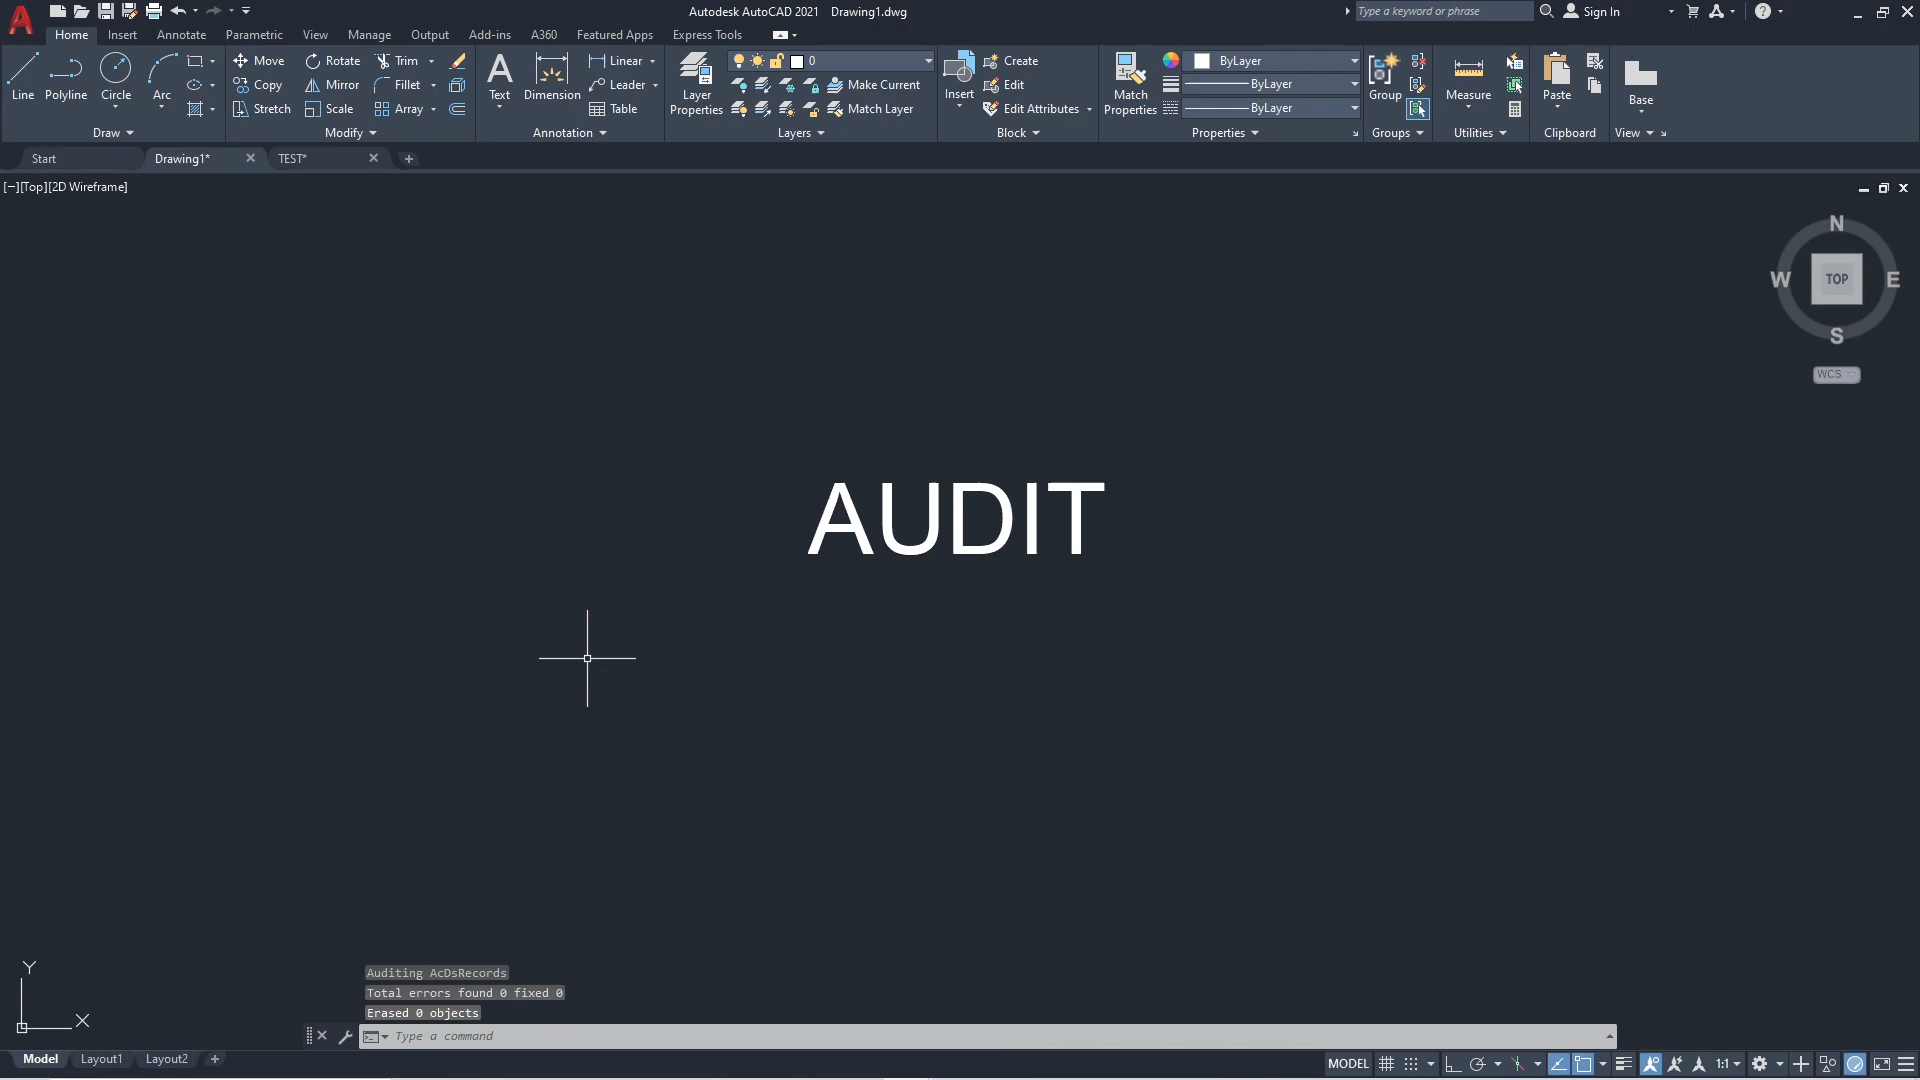 Autodesk AutoCAD 2021 Drawing1.dwg
Type a keyword or phrase
Sign In
Home Insert Annotate Parametric View Manage Output Add-ins A360 Featured Apps Express Tools
Line Polyline Circle Arc
Move Rotate Trim
Copy Mirror Fillet
Stretch Scale Array
Text Dimension
Linear
Leader
Table
Layer Properties
0
Make Current
Match Layer
Insert
Create
Edit
Edit Attributes
Match Properties
ByLayer
ByLayer
ByLayer
Group
Measure
Paste
Base
Draw Modify Annotation Layers Block Properties Groups Utilities Clipboard View
Start Drawing1* TEST*
[−][Top][2D Wireframe]
N
W TOP E
S
WCS
AUDIT
Y
X
Auditing AcDsRecords
Total errors found 0 fixed 0
Erased 0 objects
Type a command
Model Layout1 Layout2
MODEL 1:1